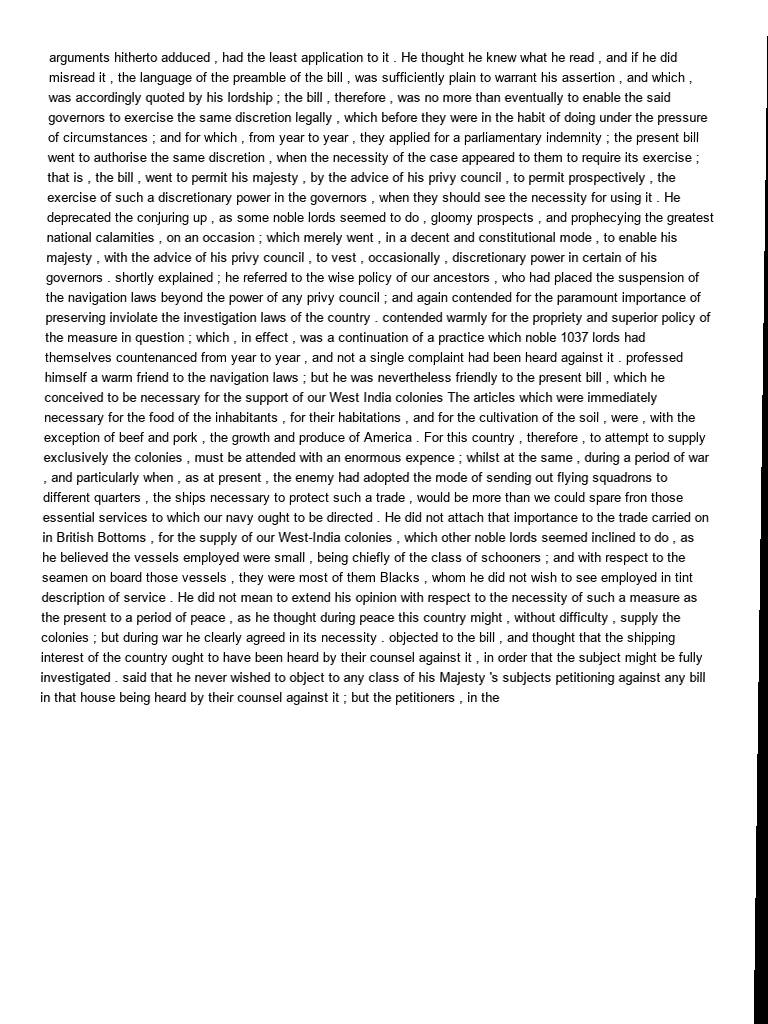 arguments hitherto adduced , had the least application to it . He thought he knew what he read , and if he did
misread it , the language of the preamble of the bill , was sufficiently plain to warrant his assertion , and which ,
was accordingly quoted by his lordship ; the bill , therefore , was no more than eventually to enable the said
governors to exercise the same discretion legally , which before they were in the habit of doing under the pressure
of circumstances ; and for which , from year to year , they applied for a parliamentary indemnity ; the present bill
went to authorise the same discretion , when the necessity of the case appeared to them to require its exercise ;
that is , the bill , went to permit his majesty , by the advice of his privy council , to permit prospectively , the
exercise of such a discretionary power in the governors , when they should see the necessity for using it . He
deprecated the conjuring up , as some noble lords seemed to do , gloomy prospects , and prophecying the greatest
national calamities , on an occasion ; which merely went , in a decent and constitutional mode , to enable his
majesty , with the advice of his privy council , to vest , occasionally , discretionary power in certain of his
governors . shortly explained ; he referred to the wise policy of our ancestors , who had placed the suspension of
the navigation laws beyond the power of any privy council ; and again contended for the paramount importance of
preserving inviolate the investigation laws of the country . contended warmly for the propriety and superior policy of
the measure in question ; which , in effect , was a continuation of a practice which noble 1037 lords had
themselves countenanced from year to year , and not a single complaint had been heard against it . professed
himself a warm friend to the navigation laws ; but he was nevertheless friendly to the present bill , which he
conceived to be necessary for the support of our West India colonies The articles which were immediately
necessary for the food of the inhabitants , for their habitations , and for the cultivation of the soil , were , with the
exception of beef and pork , the growth and produce of America . For this country , therefore , to attempt to supply
exclusively the colonies , must be attended with an enormous expence ; whilst at the same , during a period of war
, and particularly when , as at present , the enemy had adopted the mode of sending out flying squadrons to
different quarters , the ships necessary to protect such a trade , would be more than we could spare fron those
essential services to which our navy ought to be directed . He did not attach that importance to the trade carried on
in British Bottoms , for the supply of our West-India colonies , which other noble lords seemed inclined to do , as
he believed the vessels employed were small , being chiefly of the class of schooners ; and with respect to the
seamen on board those vessels , they were most of them Blacks , whom he did not wish to see employed in tint
description of service . He did not mean to extend his opinion with respect to the necessity of such a measure as
the present to a period of peace , as he thought during peace this country might , without difficulty , supply the
colonies ; but during war he clearly agreed in its necessity . objected to the bill , and thought that the shipping
interest of the country ought to have been heard by their counsel against it , in order that the subject might be fully
investigated . said that he never wished to object to any class of his Majesty 's subjects petitioning against any bill
in that house being heard by their counsel against it ; but the petitioners , in the